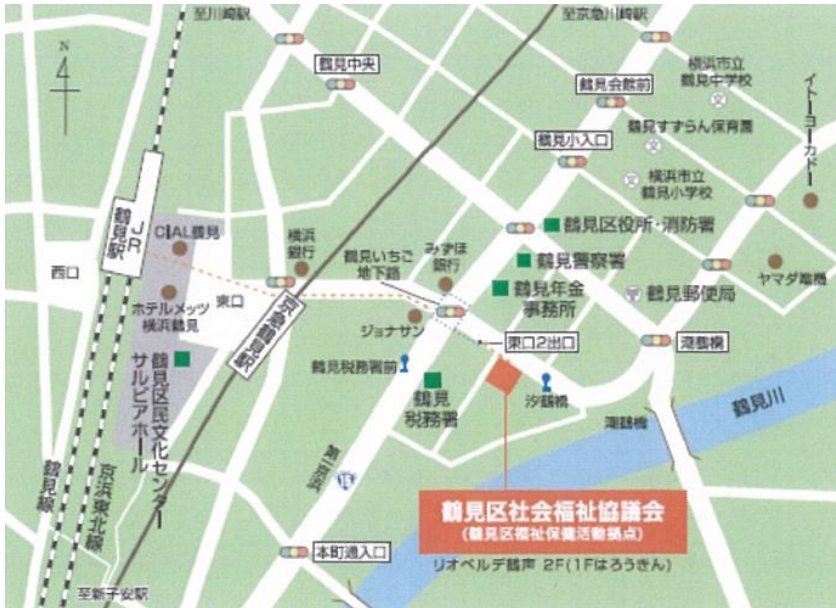 至川崎駅
至京急川崎駅
N
鶴見中央
鶴見会館前
横浜市立
鶴見中学校
イトーヨーカドー
鶴見小入口
鶴見すずらん保育園
横浜市立
鶴見小学校
JR
鶴見駅
CIAL鶴見
西口
東口
ホテルメッツ
横浜鶴見
横浜
銀行
鶴見いちご
地下路
みずほ
銀行
鶴見区役所・消防署
鶴見警察署
鶴見年金
事務所
鶴見郵便局
ヤマダ電機
京急鶴見駅
ジョナサン
東口2出口
潮鶴橋
鶴見税務署前
鶴見
税務署
汐鶴橋
潮鶴橋
鶴見川
鶴見区民文化センター
サルビアホール
鶴見線
京浜東北線
第二京浜
15
鶴見区社会福祉協議会
(鶴見区福祉保健活動拠点)
リオベルデ鶴声 2F(1Fはろうきん)
本町通入口
至新子安駅